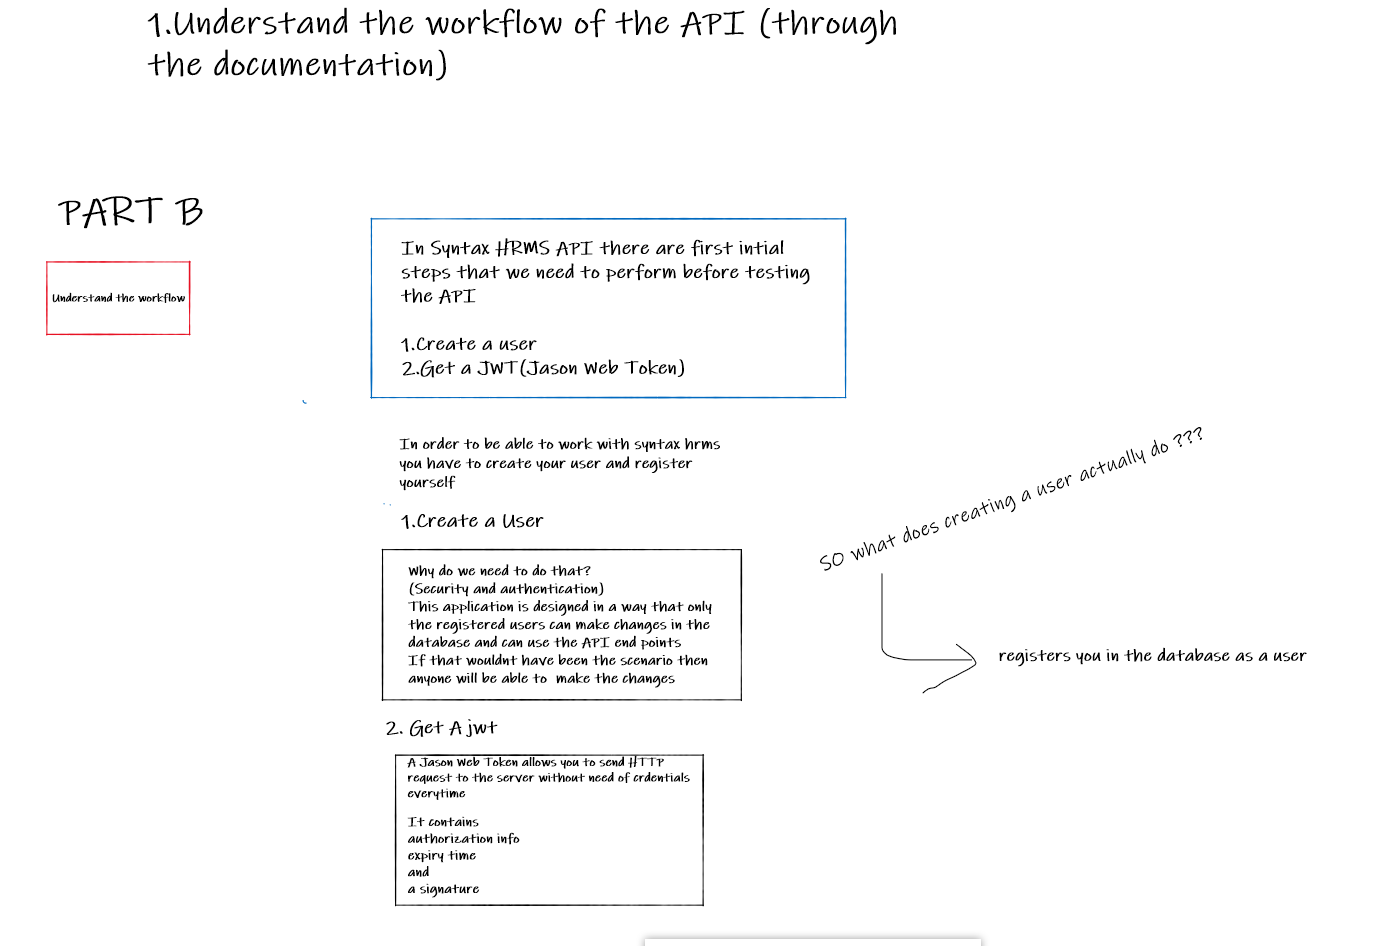 1.Understand the workflow of the API (through
the documentation)
PART B
Understand the workflow
In Syntax HRMS API there are first intial
steps that we need to perform before testing
the API
1.Create a user
2.Get a JWT(Jason Web Token)
In order to be able to work with syntax hrms
you have to create your user and register
yourself
1.Create a User
Why do we need to do that?
(Security and authentication)
This application is designed in a way that only
the registered users can make changes in the
database and can use the API end points
If that wouldnt have been the scenario then
anyone will be able to make the changes
SO what does creating a user actually do ???
registers you in the database as a user
2. Get A jwt
A Jason Web Token allows you to send HTTP
request to the server without need of crdentials
everytime
It contains
authorization info
expiry time
and
a signature